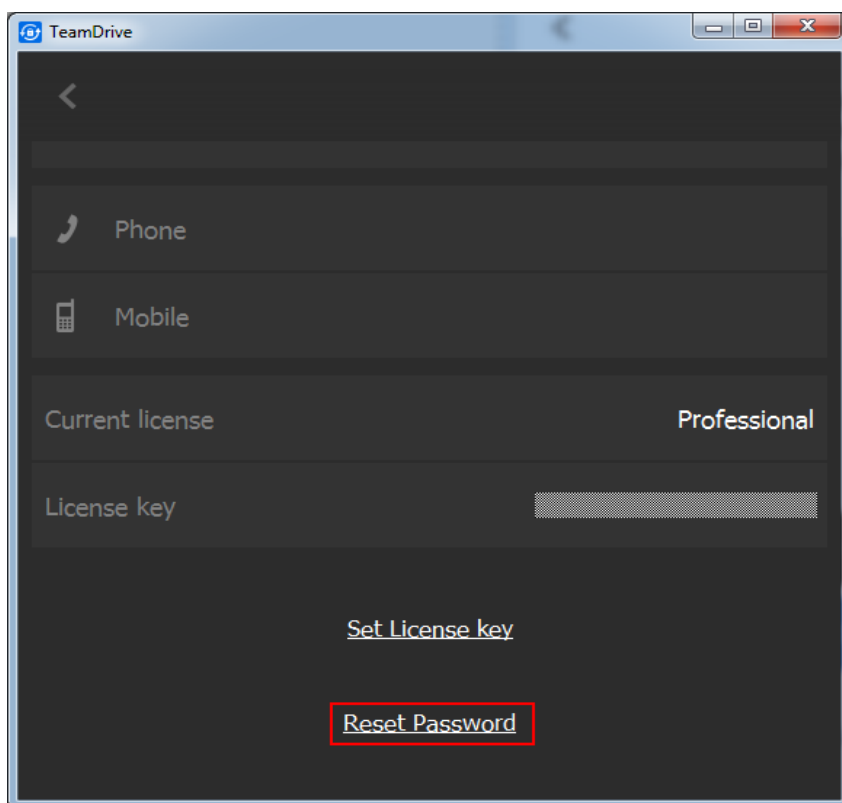 TeamDrive
Phone
Mobile
Current license Professional
License key
Set License key
Reset Password